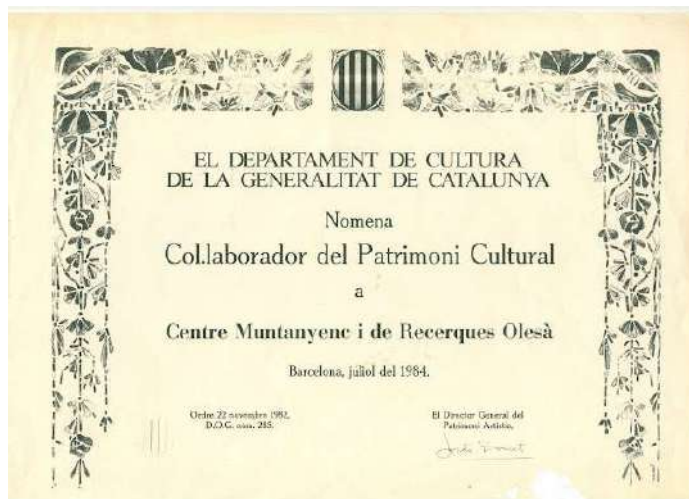 EL DEPARTAMENT DE CULTURA
DE LA GENERALITAT DE CATALUNYA
Nomena
Col.laborador del Patrimoni Cultural
a
Centre Muntanyenc i de Recerques Olesà
Barcelona, juliol del 1984.
Ordre 22 novembre 1982.
D.O.G. núm. 285.
El Director General del
Patrimoni Artístic,